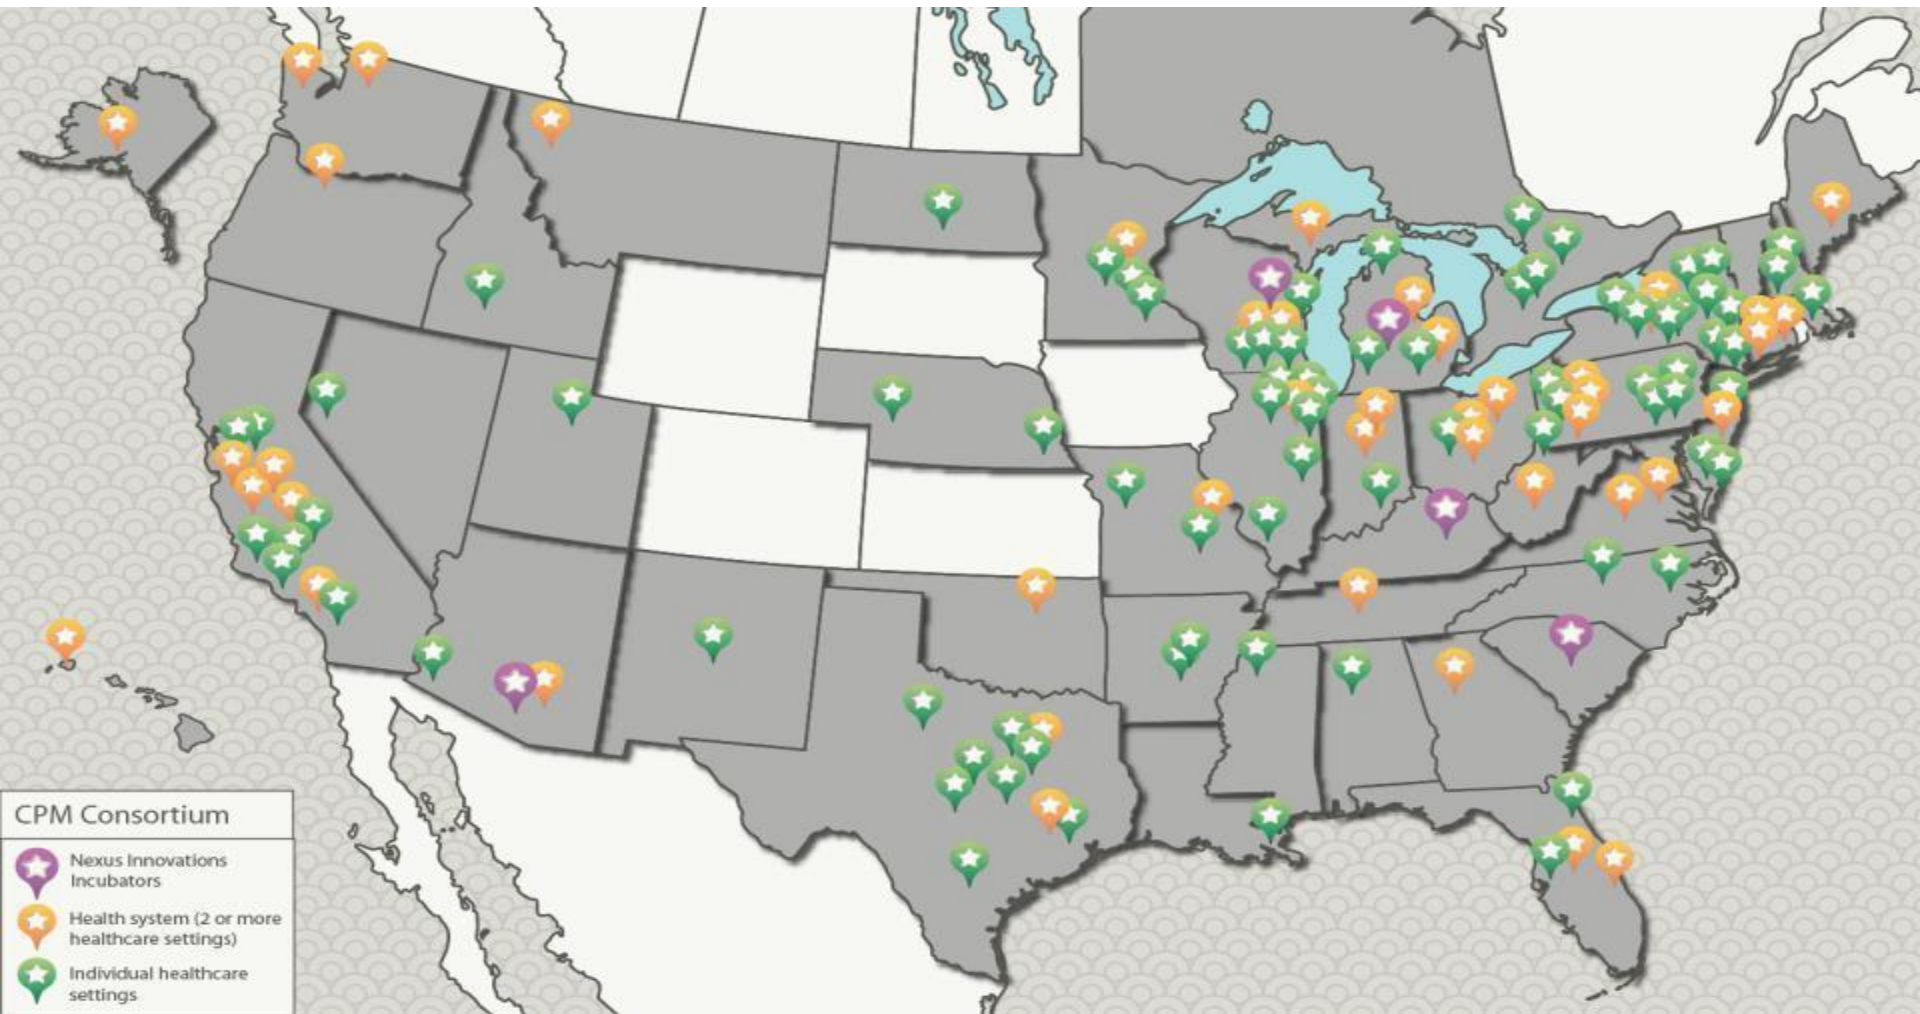 CPM Consortium
Nexus Innovations
Incubators
Health system (2 or more
healthcare settings)
Individual healthcare
settings